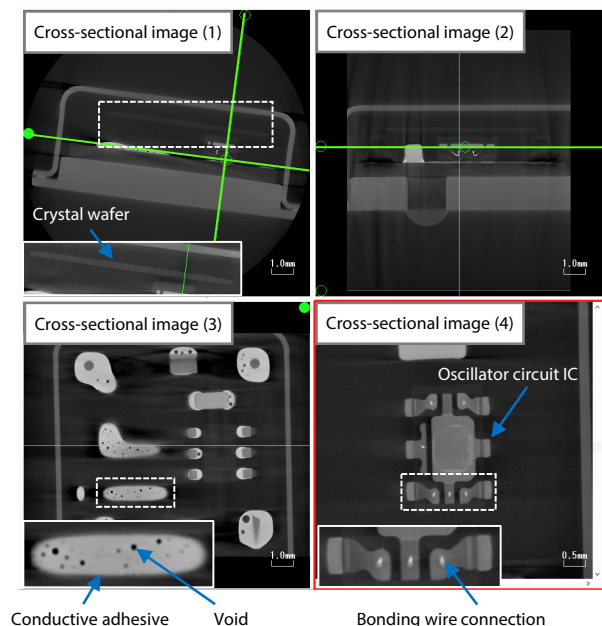 Cross-sectional image (1)
Crystal wafer
1.0mm
Cross-sectional image (2)
1.0mm
Cross-sectional image (3)
1.0mm
Conductive adhesive
Void
Cross-sectional image (4)
Oscillator circuit IC
0.5mm
Bonding wire connection